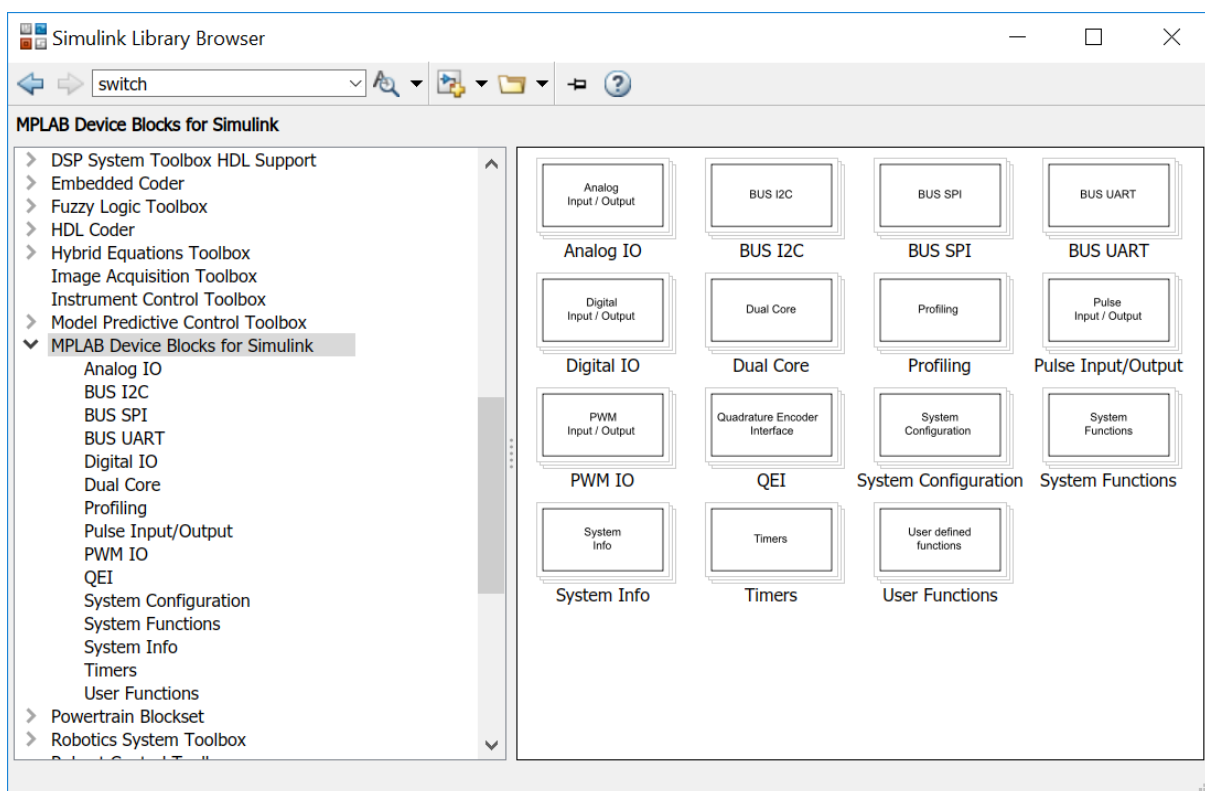 Simulink Library Browser
switch
MPLAB Device Blocks for Simulink
DSP System Toolbox HDL Support
Embedded Coder
Fuzzy Logic Toolbox
HDL Coder
Hybrid Equations Toolbox
Image Acquisition Toolbox
Instrument Control Toolbox
Model Predictive Control Toolbox
MPLAB Device Blocks for Simulink
Analog IO
BUS I2C
BUS SPI
BUS UART
Digital IO
Dual Core
Profiling
Pulse Input/Output
PWM IO
QEI
System Configuration
System Functions
System Info
Timers
User Functions
Powertrain Blockset
Robotics System Toolbox
Analog
Input / Output
BUS I2C
BUS SPI
BUS UART
Analog IO
BUS I2C
BUS SPI
BUS UART
Digital
Input / Output
Dual Core
Profiling
Pulse
Input / Output
Digital IO
Dual Core
Profiling
Pulse Input/Output
PWM
Input / Output
Quadrature Encoder
Interface
System
Configuration
System
Functions
PWM IO
QEI
System Configuration
System Functions
System
Info
Timers
User defined
functions
System Info
Timers
User Functions